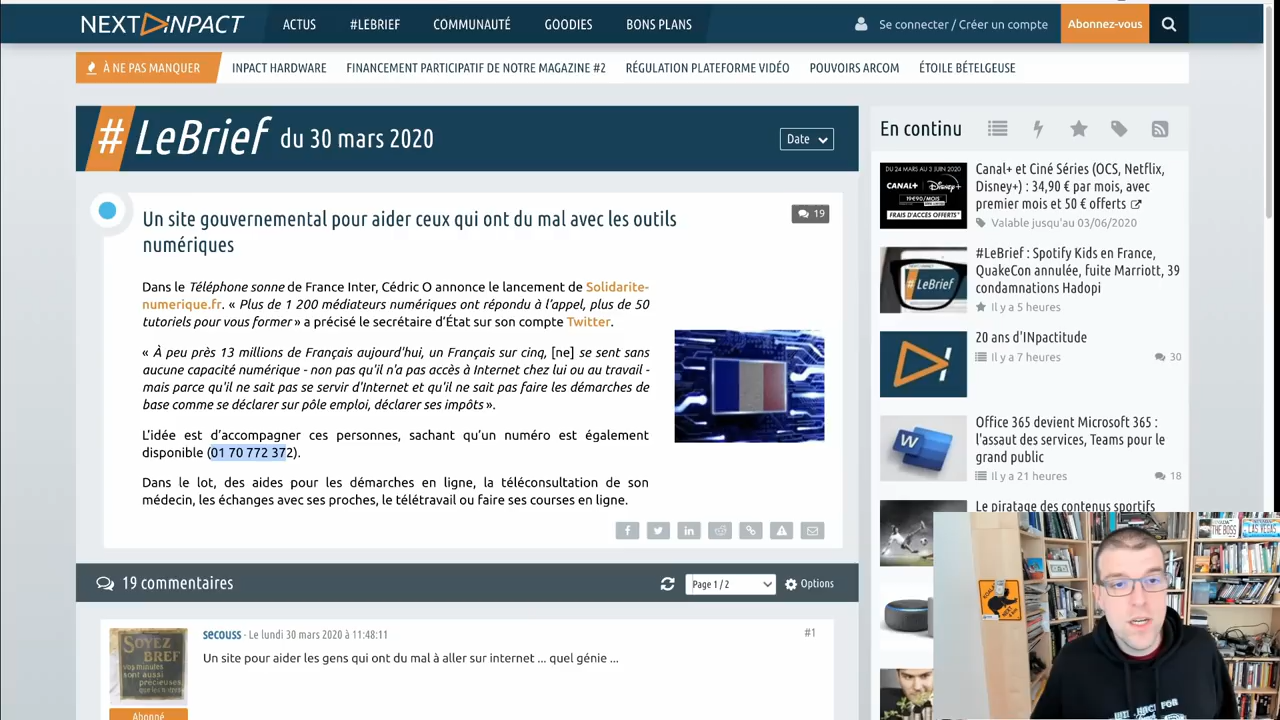 NEXT INPACT
ACTUS
#LEBRIEF
COMMUNAUTÉ
GOODIES
BONS PLANS
Se connecter / Créer un compte
Abonnez-vous
À NE PAS MANQUER
INPACT HARDWARE
FINANCEMENT PARTICIPATIF DE NOTRE MAGAZINE #2
RÉGULATION PLATEFORME VIDÉO
POUVOIRS ARCOM
ÉTOILE BÉTELGEUSE
# LeBrief du 30 mars 2020
Date
Un site gouvernemental pour aider ceux qui ont du mal avec les outils
numériques
19
Dans le Téléphone sonne de France Inter, Cédric O annonce le lancement de Solidarite-
numerique.fr. « Plus de 1 200 médiateurs numériques ont répondu à l'appel, plus de 50
tutoriels pour vous former » a précisé le secrétaire d'État sur son compte Twitter.
« À peu près 13 millions de Français aujourd'hui, un Français sur cinq, [ne] se sent sans
aucune capacité numérique - non pas qu'il n'a pas accès à Internet chez lui ou au travail -
mais parce qu'il ne sait pas se servir d'Internet et qu'il ne sait pas faire les démarches de
base comme se déclarer sur pôle emploi, déclarer ses impôts ».
L'idée est d'accompagner ces personnes, sachant qu'un numéro est également
disponible (01 70 772 372).
Dans le lot, des aides pour les démarches en ligne, la téléconsultation de son
médecin, les échanges avec ses proches, le télétravail ou faire ses courses en ligne.
19 commentaires
Page 1 / 2
Options
secouss - Le lundi 30 mars 2020 à 11:48:11
#1
Un site pour aider les gens qui ont du mal à aller sur internet ... quel génie ...
SOYEZ
BREF
vos minutes
sont aussi
précieuses
que les nôtres
Abonné
En continu
DU 24 MARS AU 3 JUIN 2020
CANAL+ Disney+
19€90/MOIS
FRAIS D'ACCÈS OFFERTS*
Canal+ et Ciné Séries (OCS, Netflix,
Disney+) : 34,90 € par mois, avec
premier mois et 50 € offerts
Valable jusqu'au 03/06/2020
#LeBrief
#LeBrief : Spotify Kids en France,
QuakeCon annulée, fuite Marriott, 39
condamnations Hadopi
Il y a 5 heures
20 ans d'INpactitude
Il y a 7 heures
30
W
Office 365 devient Microsoft 365 :
l'assaut des services, Teams pour le
grand public
Il y a 21 heures
18
Le piratage des contenus sportifs
THE BOSS
LAS VEGAS